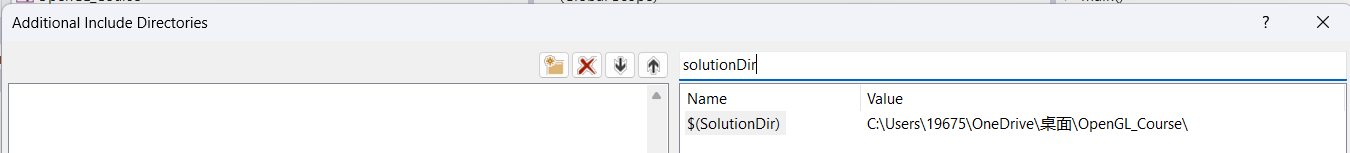 Additional Include Directories
solutionDir
Name Value
$(SolutionDir) C:\Users\19675\OneDrive\桌面\OpenGL_Course\